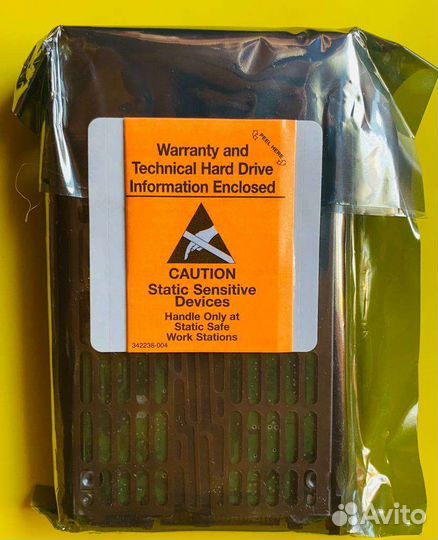 PEEL HERE
Warranty and
Technical Hard Drive
Information Enclosed
CAUTION
Static Sensitive
Devices
Handle Only at
Static Safe
Work Stations
342238-004
Avito